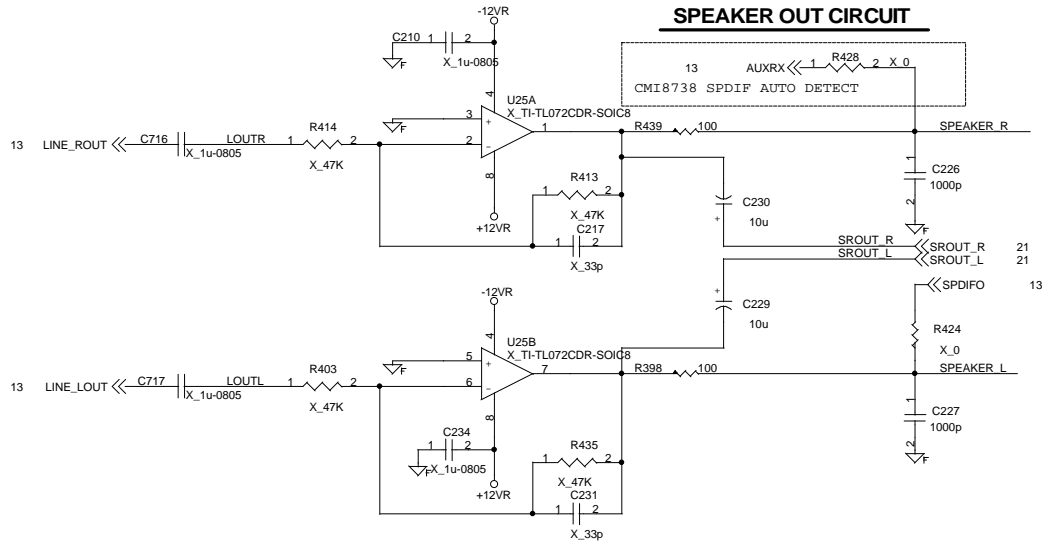 SPEAKER OUT CIRCUIT
-12VR
C210
1 2
X_1u-0805
F
4
U25A
X_TI-TL072CDR-SOIC8
3 +
2 -
1
8
+12VR
13 AUXRX 1 R428 2 X_0
CMI8738 SPDIF AUTO DETECT
13 LINE_ROUT C716 LOUTR 1 R414 2
X_1u-0805 X_47K
R439 100 SPEAKER_R
1 R413 2
X_47K
C217
1 2
X_33p
C230
+ 10u
1
C226
1000p
2
F
SROUT_R SROUT_R 21
SROUT_L SROUT_L 21
SPDIFO 13
+
C229
10u
R424
X_0
-12VR
4
U25B
X_TI-TL072CDR-SOIC8
F
5 +
6 -
7
8
R398 100 SPEAKER_L
13 LINE_LOUT C717 LOUTL 1 R403 2
X_1u-0805 X_47K
C234
1 2
F X_1u-0805
+12VR
1 R435 2
X_47K
C231
1 2
X_33p
1
C227
1000p
2
F